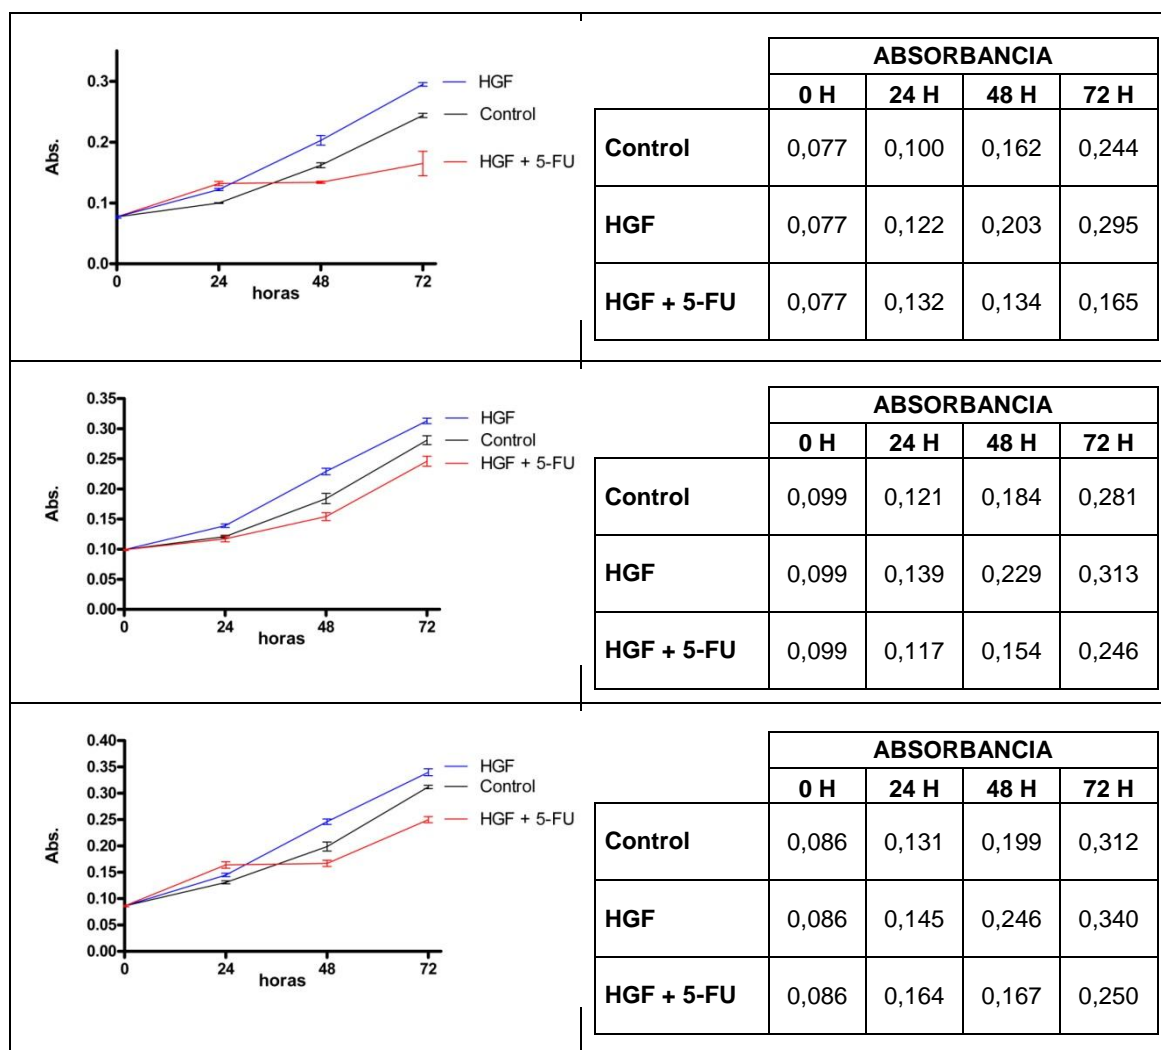 0.3
0.2
0.1
0.0
Abs.
0 24 48 72
horas
HGF
Control
HGF + 5-FU
ABSORBANCIA
0 H 24 H 48 H 72 H
Control 0,077 0,100 0,162 0,244
HGF 0,077 0,122 0,203 0,295
HGF + 5-FU 0,077 0,132 0,134 0,165
0.35
0.30
0.25
0.20
0.15
0.10
0.05
0.00
Abs.
0 24 48 72
horas
HGF
Control
HGF + 5-FU
ABSORBANCIA
0 H 24 H 48 H 72 H
Control 0,099 0,121 0,184 0,281
HGF 0,099 0,139 0,229 0,313
HGF + 5-FU 0,099 0,117 0,154 0,246
0.40
0.35
0.30
0.25
0.20
0.15
0.10
0.05
0.00
Abs.
0 24 48 72
horas
HGF
Control
HGF + 5-FU
ABSORBANCIA
0 H 24 H 48 H 72 H
Control 0,086 0,131 0,199 0,312
HGF 0,086 0,145 0,246 0,340
HGF + 5-FU 0,086 0,164 0,167 0,250